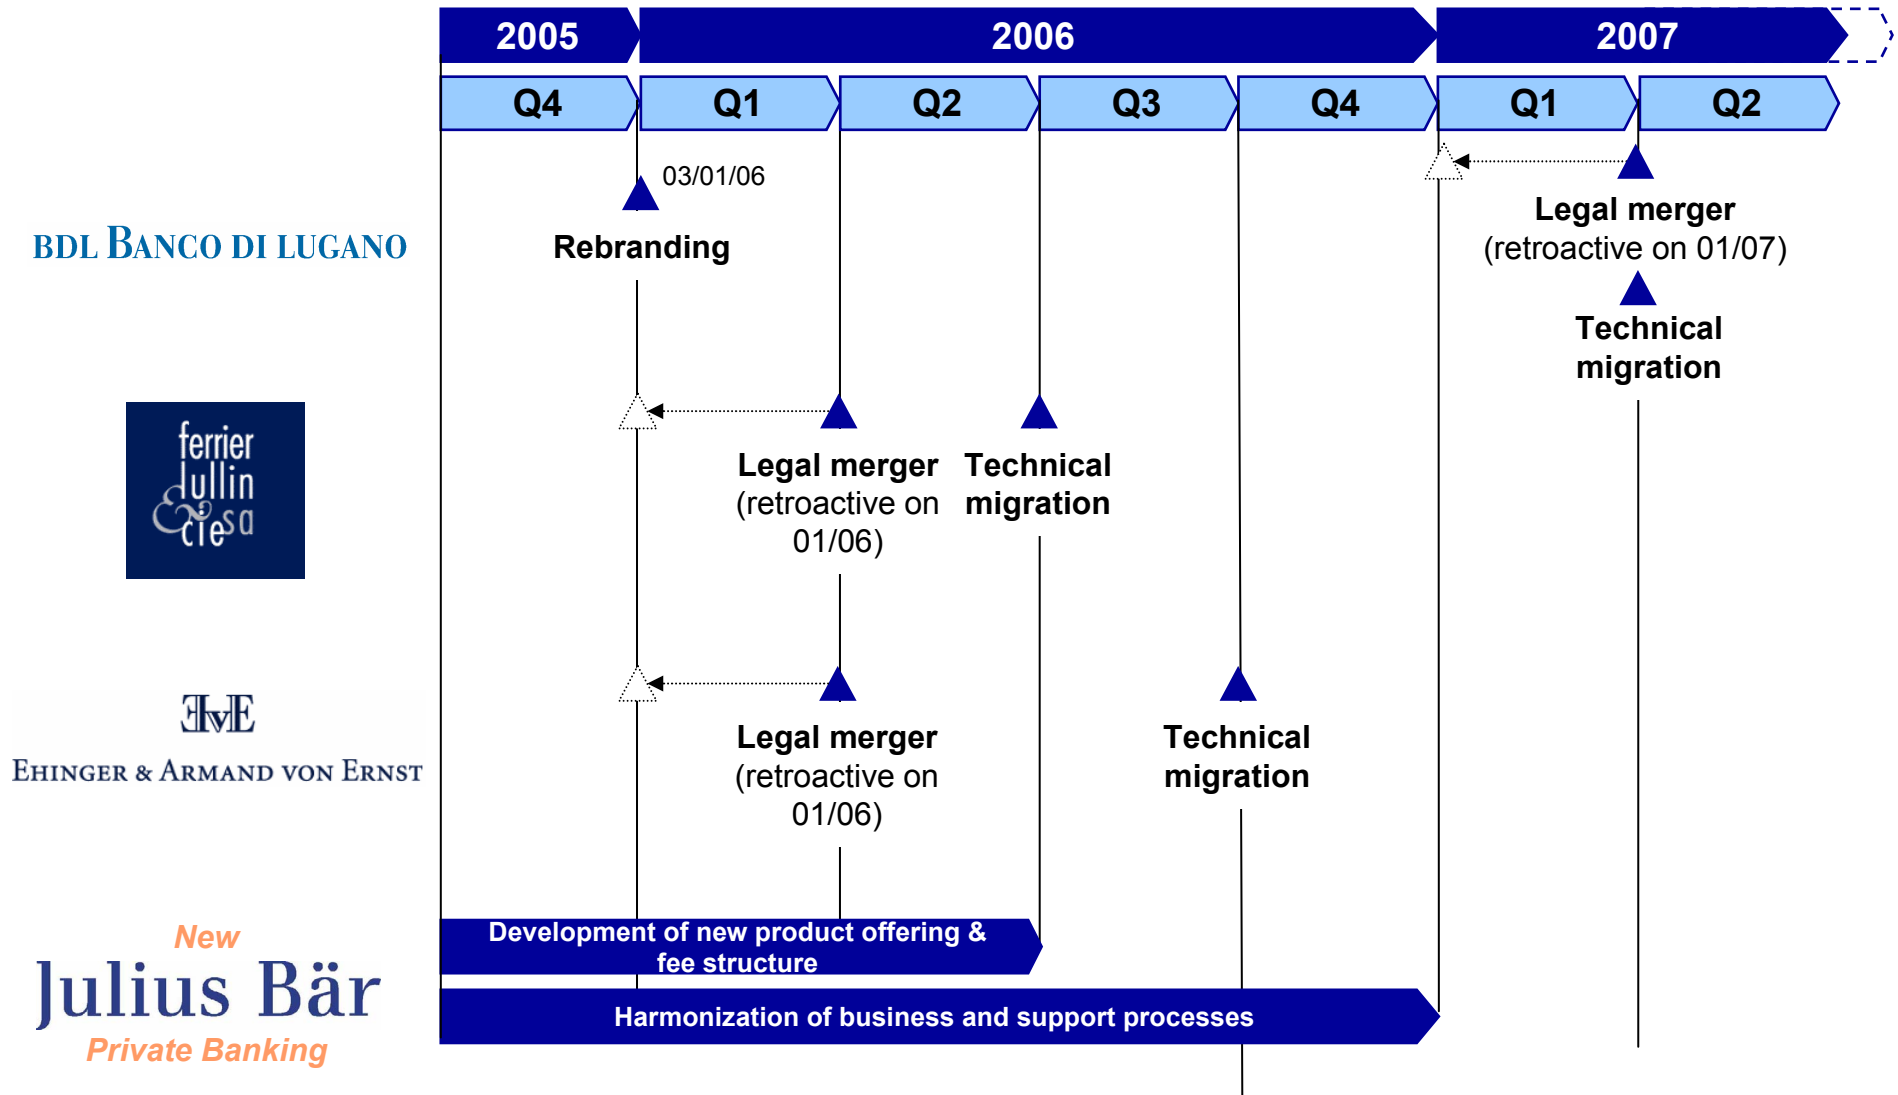 2005 2006 2007
Q4 Q1 Q2 Q3 Q4 Q1 Q2
03/01/06
Rebranding
Legal merger
(retroactive on 01/07)
Technical
migration
BDL BANCO DI LUGANO
ferrier
lullin
& cie sa
Legal merger
(retroactive on
01/06)
Technical
migration
EvE
EHINGER & ARMAND VON ERNST
Legal merger
(retroactive on
01/06)
Technical
migration
New
Julius Bär
Private Banking
Development of new product offering &
fee structure
Harmonization of business and support processes